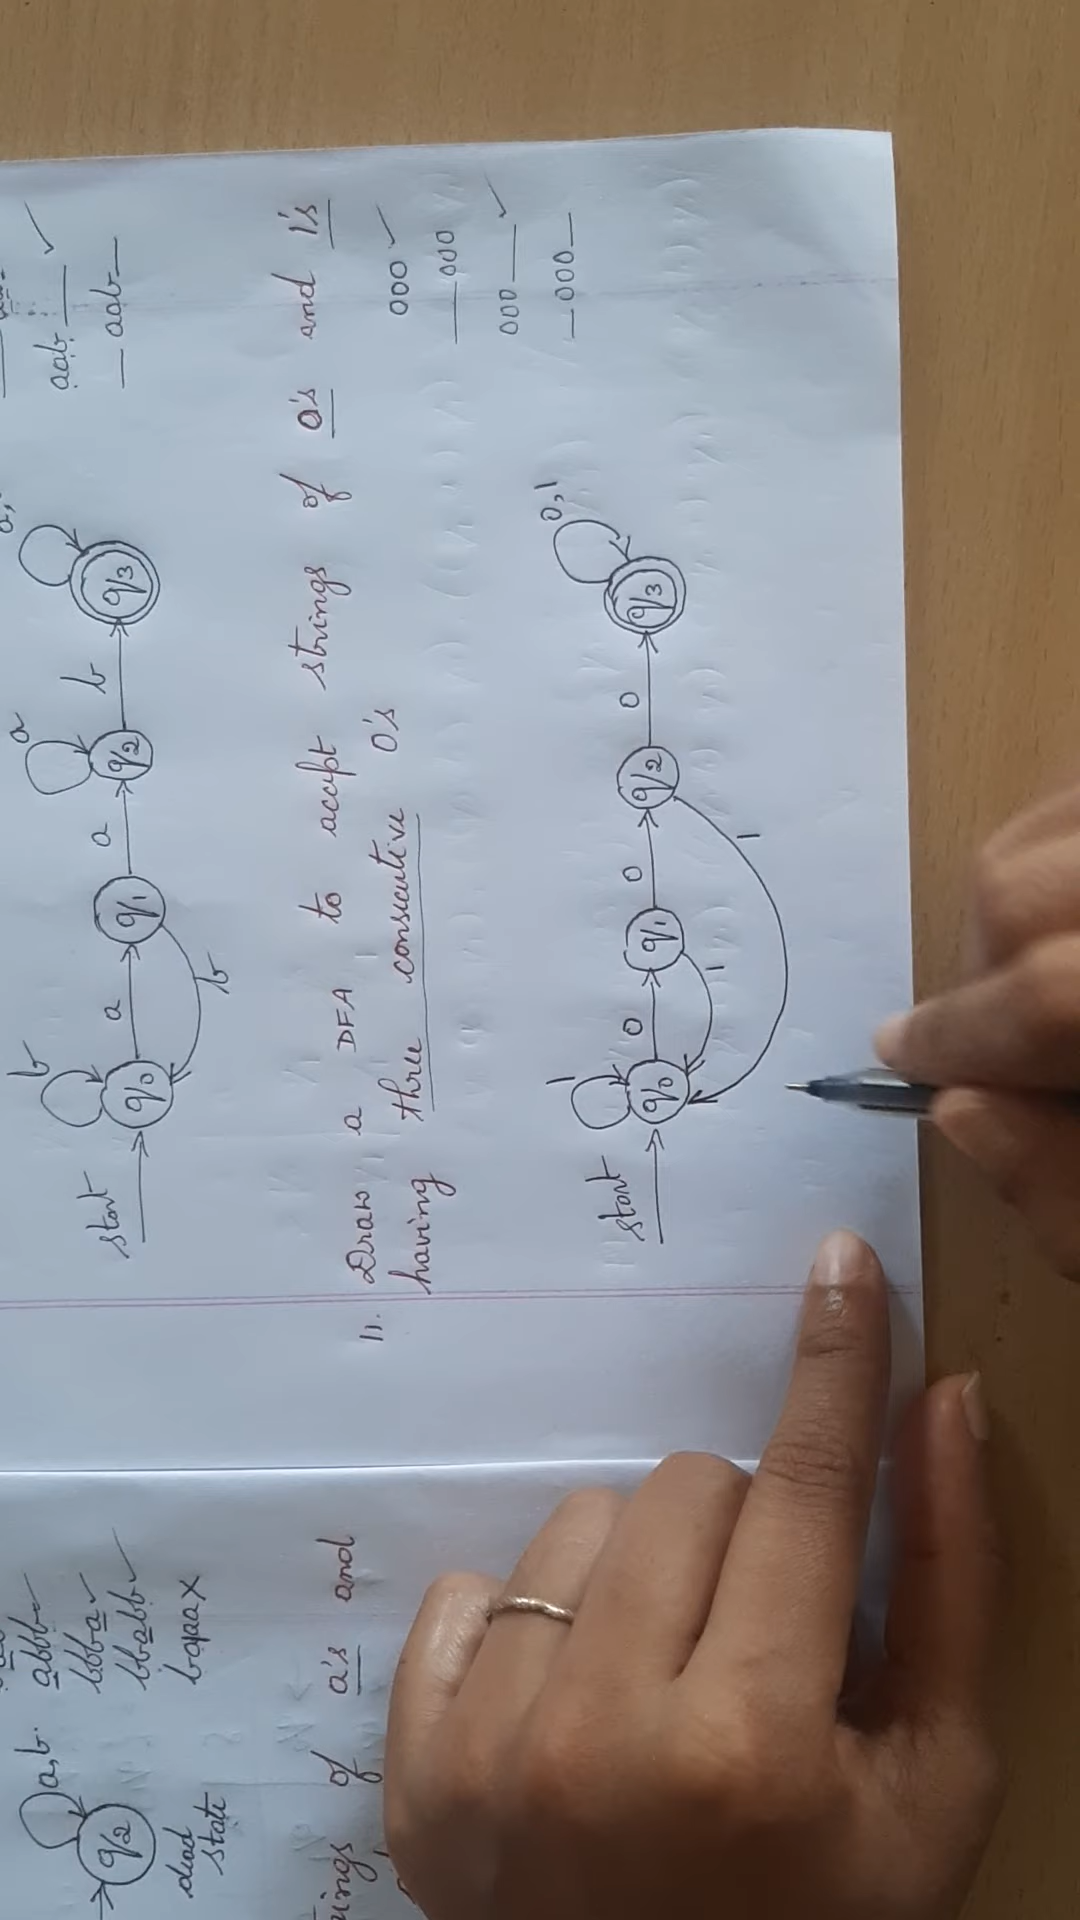 aab ✓
aab
b
a
a,
start
q0
a
q1
a
q2
b
q3
b
11. Draw a DFA to accept strings of 0's and 1's
having three consecutive 0's
000 ✓
000
000 ✓
000
1
0,1
start
q0
0
q1
0
q2
0
q3
1
1
a,b.
q2
dead
state
abbb ✓
bbba ✓
bbabb ✓
baaa X
of a's and